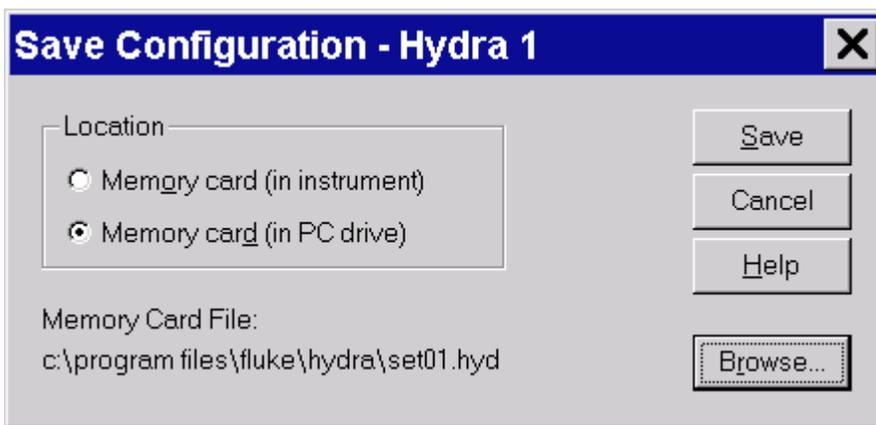 Save Configuration - Hydra 1
Location
Memory card (in instrument)
Memory card (in PC drive)
Save
Cancel
Help
Memory Card File:
c:\program files\fluke\hydra\set01.hyd
Browse...